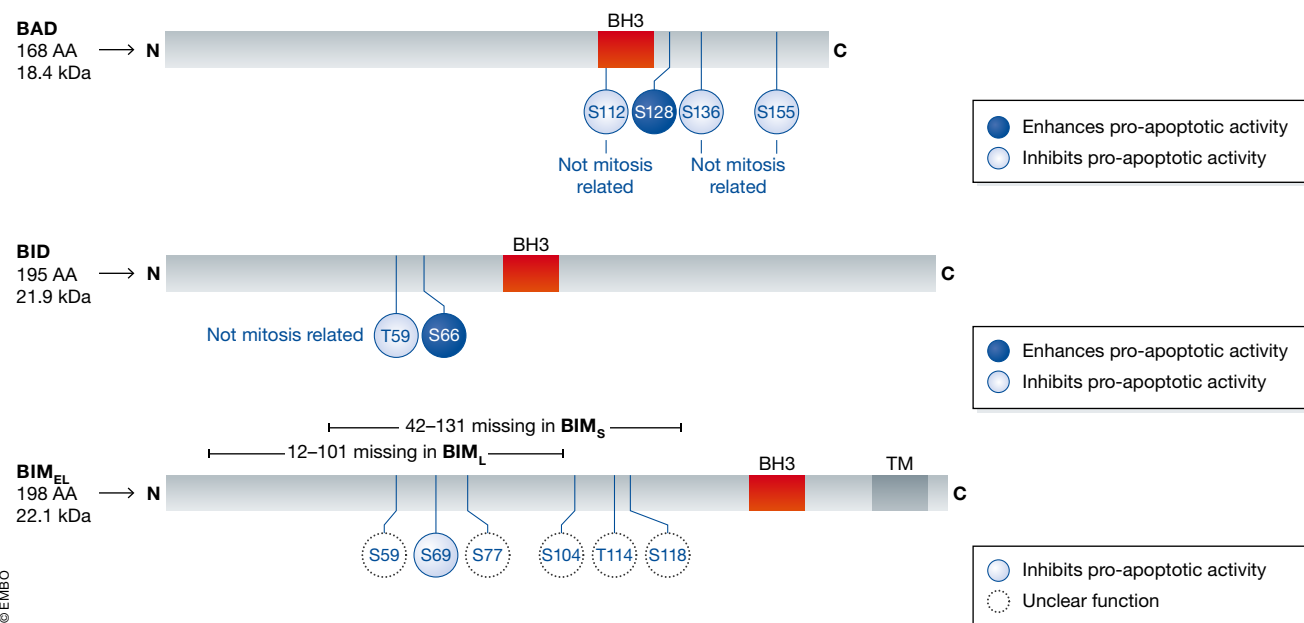 BAD
168 AA
18.4 kDa
N
BH3
C
S112
S128
S136
S155
Not mitosis
related
Not mitosis
related
Enhances pro-apoptotic activity
Inhibits pro-apoptotic activity
BID
195 AA
21.9 kDa
N
BH3
C
Not mitosis related
T59
S66
Enhances pro-apoptotic activity
Inhibits pro-apoptotic activity
42–131 missing in BIMS
12–101 missing in BIML
BIMEL
198 AA
22.1 kDa
N
BH3
TM
C
S59
S69
S77
S104
T114
S118
Inhibits pro-apoptotic activity
Unclear function
© EMBO